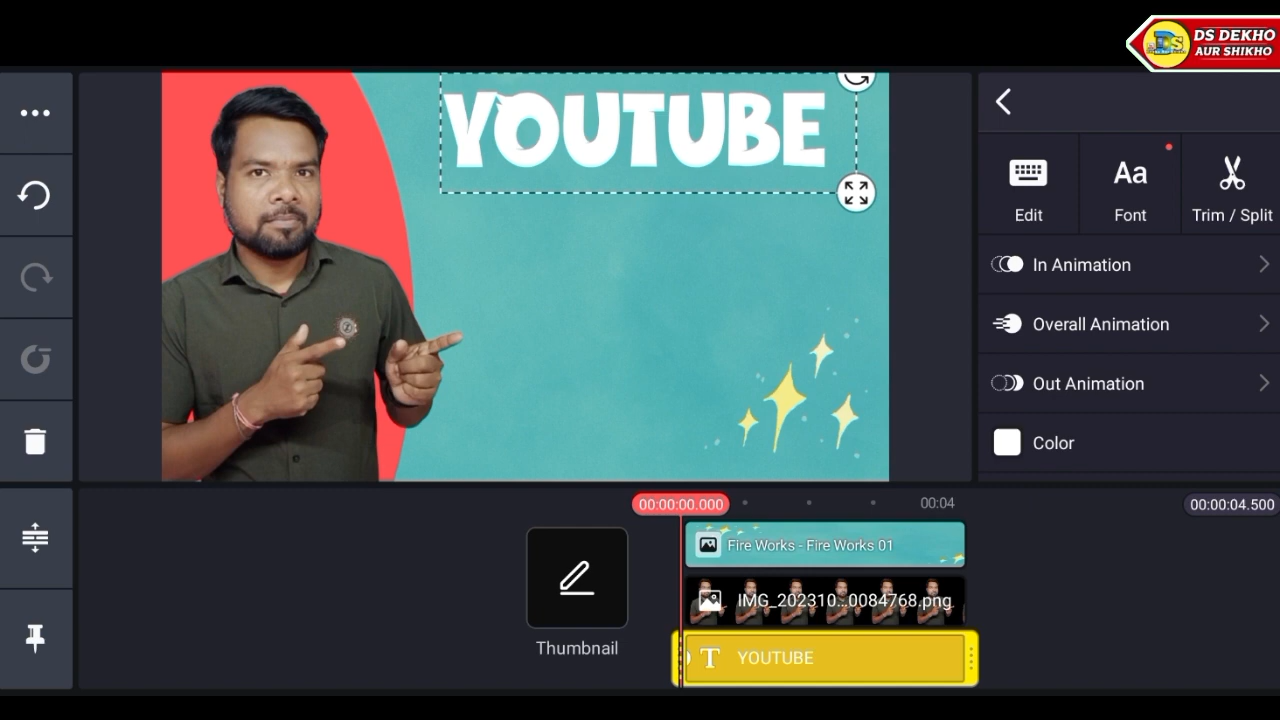 DS DEKHO
AUR SHIKHO
YOUTUBE
Edit
Aa
Font
Trim / Split
In Animation
Overall Animation
Out Animation
Color
00:00:00.000
00:04
00:00:04.500
Thumbnail
Fire Works - Fire Works 01
IMG_202310...0084768.png
T YOUTUBE